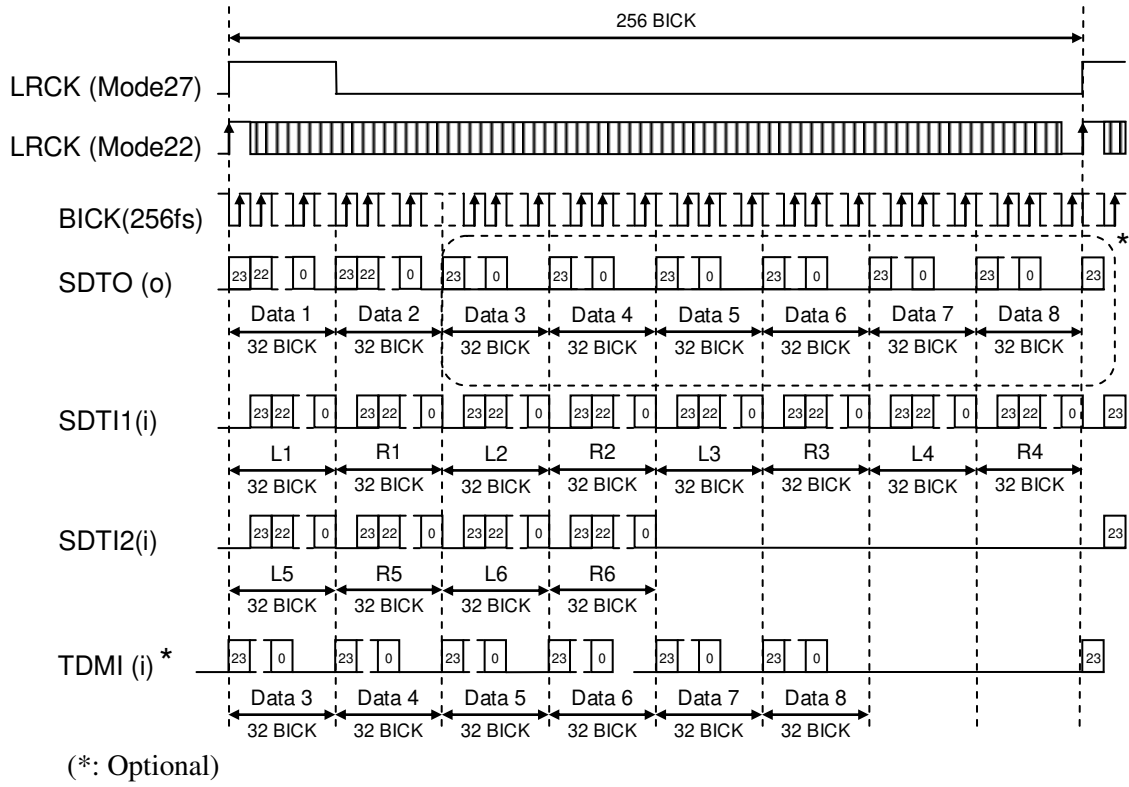 256 BICK
LRCK (Mode27)
LRCK (Mode22)
BICK(256fs)
*
SDTO (o)
23 22 0 23 22 0 23 0 23 0 23 0 23 0 23 0 23 0 23
Data 1 Data 2 Data 3 Data 4 Data 5 Data 6 Data 7 Data 8
32 BICK 32 BICK 32 BICK 32 BICK 32 BICK 32 BICK 32 BICK 32 BICK
SDTI1(i)
23 22 0 23 22 0 23 22 0 23 22 0 23 22 0 23 22 0 23 22 0 23 22 0 23
L1 R1 L2 R2 L3 R3 L4 R4
32 BICK 32 BICK 32 BICK 32 BICK 32 BICK 32 BICK 32 BICK 32 BICK
SDTI2(i)
23 22 0 23 22 0 23 22 0 23 22 0 23
L5 R5 L6 R6
32 BICK 32 BICK 32 BICK 32 BICK
TDMI (i) *
23 0 23 0 23 0 23 0 23 0 23 0 23
Data 3 Data 4 Data 5 Data 6 Data 7 Data 8
32 BICK 32 BICK 32 BICK 32 BICK 32 BICK 32 BICK
(*: Optional)